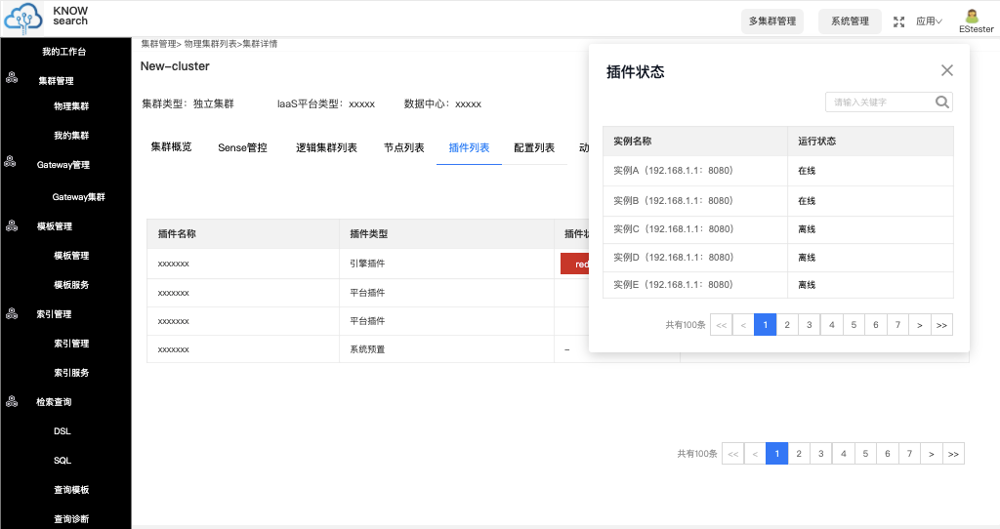 KNOW
search
多集群管理
系统管理
应用
EStester
我的工作台
集群管理
物理集群
我的集群
Gateway管理
Gateway集群
模板管理
模板管理
模板服务
索引管理
索引管理
索引服务
检索查询
DSL
SQL
查询模板
查询诊断
集群管理> 物理集群列表>集群详情
New-cluster
集群类型：独立集群 IaaS平台类型：xxxxx 数据中心：xxxxx
集群概览 Sense管控 逻辑集群列表 节点列表 插件列表 配置列表 动
插件名称 插件类型 插件状
xxxxxxx 引擎插件 red
xxxxxxx 平台插件
xxxxxxx 平台插件
xxxxxxx 系统预置 -
共有100条 << < 1 2 3 4 5 6 7 > >>
插件状态
请输入关键字
实例名称 运行状态
实例A（192.168.1.1：8080） 在线
实例B（192.168.1.1：8080） 在线
实例C（192.168.1.1：8080） 离线
实例D（192.168.1.1：8080） 离线
实例E（192.168.1.1：8080） 离线
共有100条 << < 1 2 3 4 5 6 7 > >>